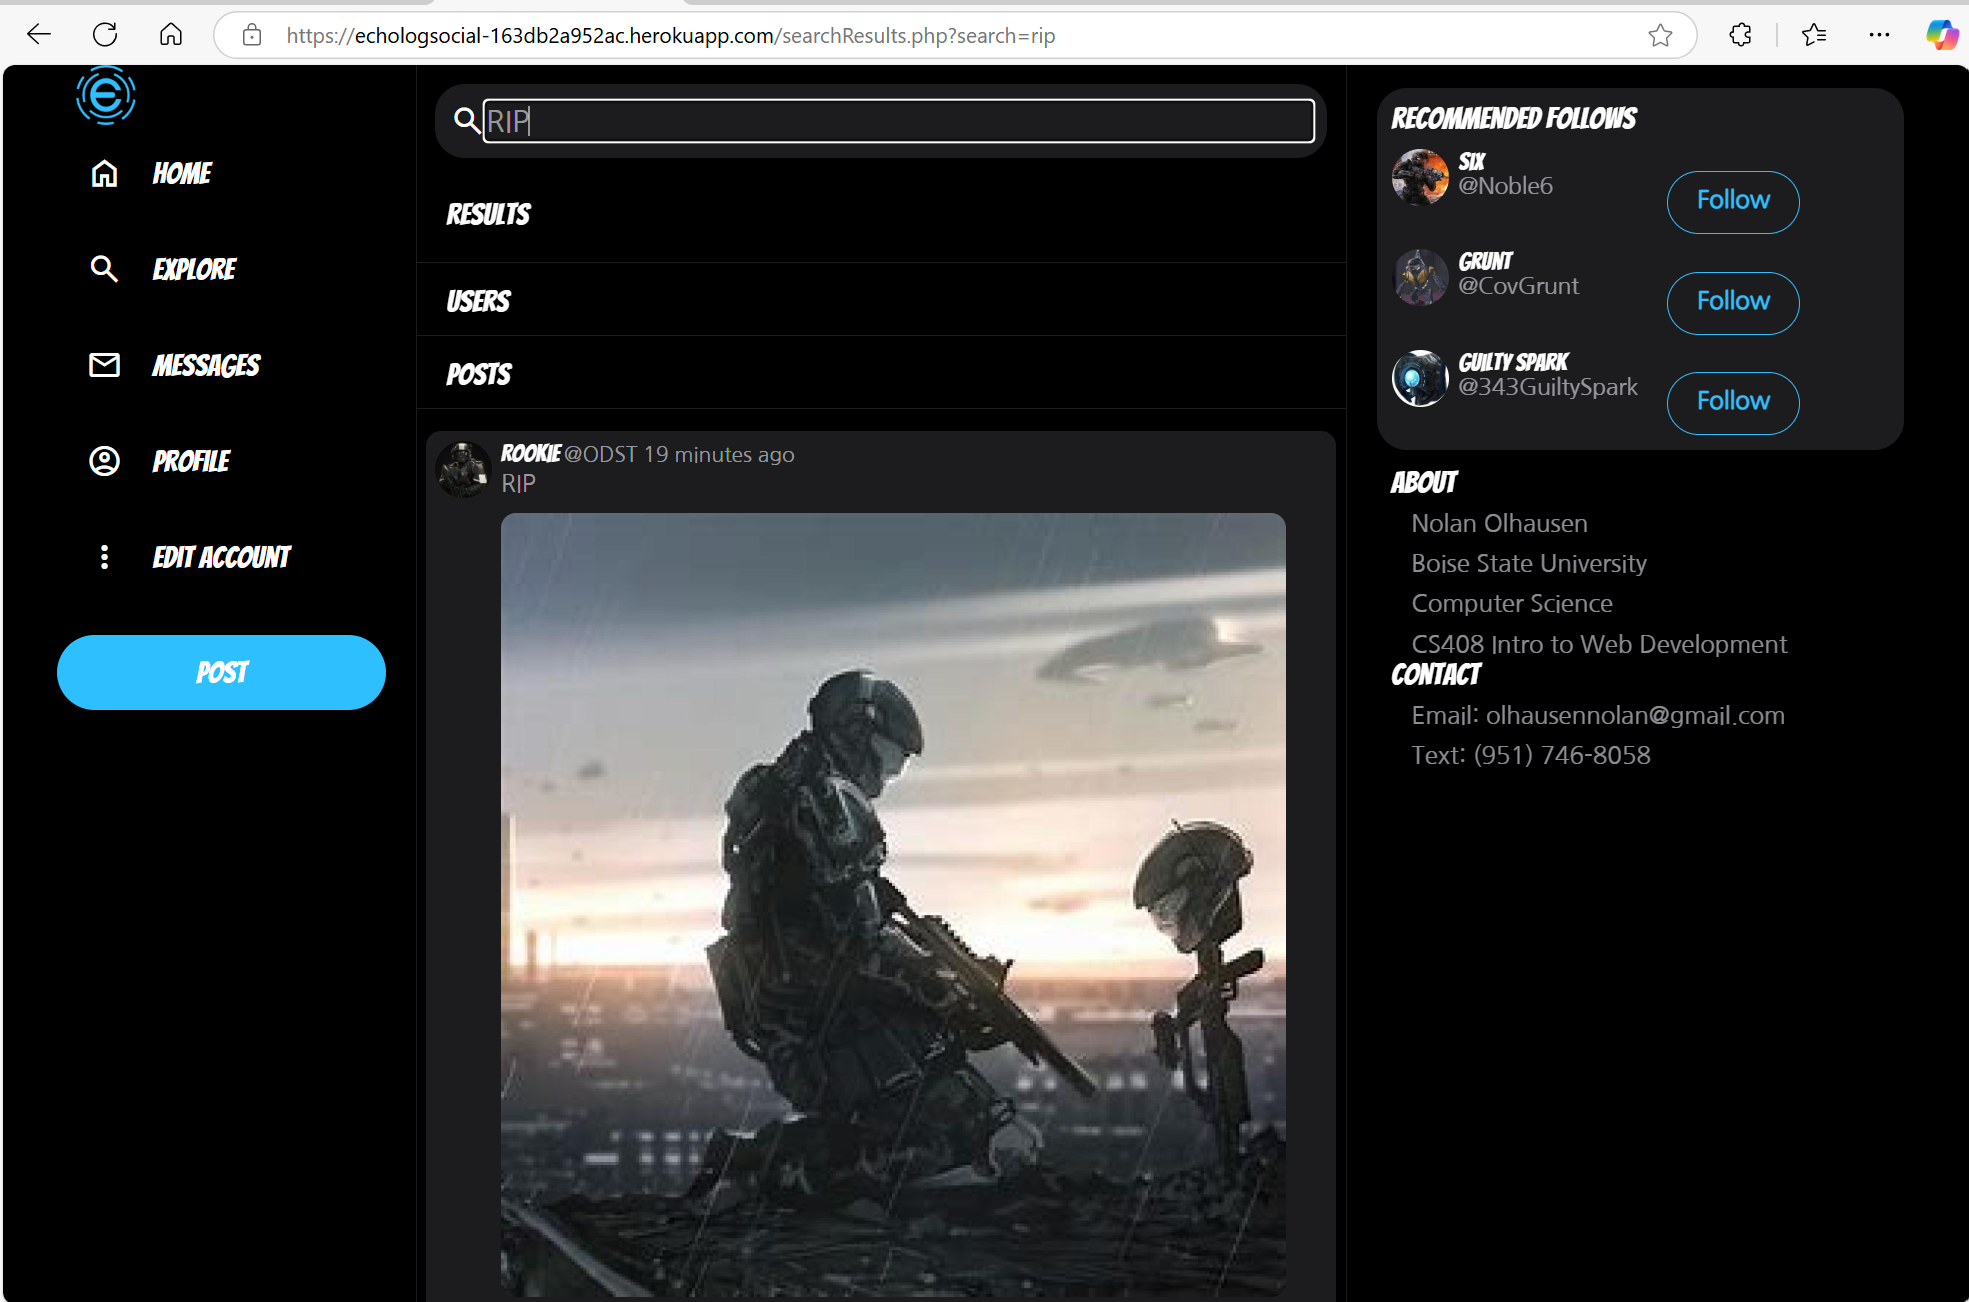 https://echologsocial-163db2a952ac.herokuapp.com/searchResults.php?search=rip
HOME
EXPLORE
MESSAGES
PROFILE
EDIT ACCOUNT
POST
RIP
RESULTS
USERS
POSTS
ROOKIE @ODST 19 minutes ago
RIP
RECOMMENDED FOLLOWS
SIX
@Noble6
Follow
GRUNT
@CovGrunt
Follow
GUILTY SPARK
@343GuiltySpark
Follow
ABOUT
Nolan Olhausen
Boise State University
Computer Science
CS408 Intro to Web Development
CONTACT
Email: olhausennolan@gmail.com
Text: (951) 746-8058